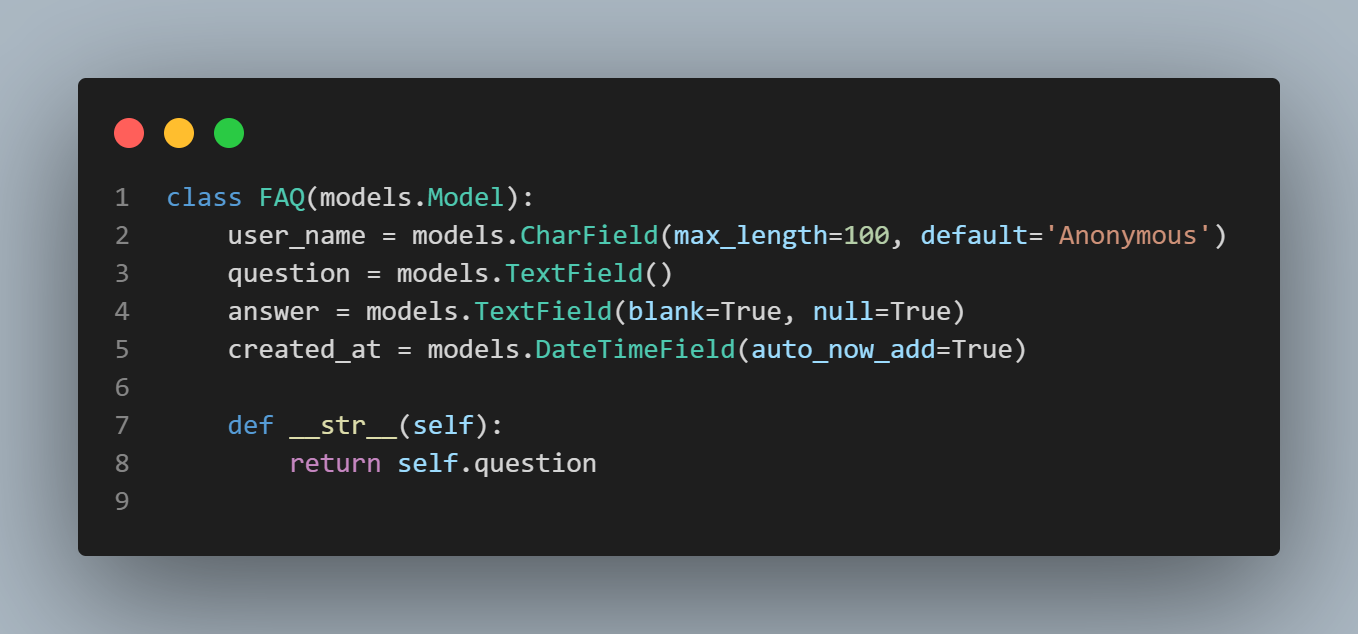 1 class FAQ(models.Model):
2     user_name = models.CharField(max_length=100, default='Anonymous')
3     question = models.TextField()
4     answer = models.TextField(blank=True, null=True)
5     created_at = models.DateTimeField(auto_now_add=True)
6
7     def __str__(self):
8         return self.question
9